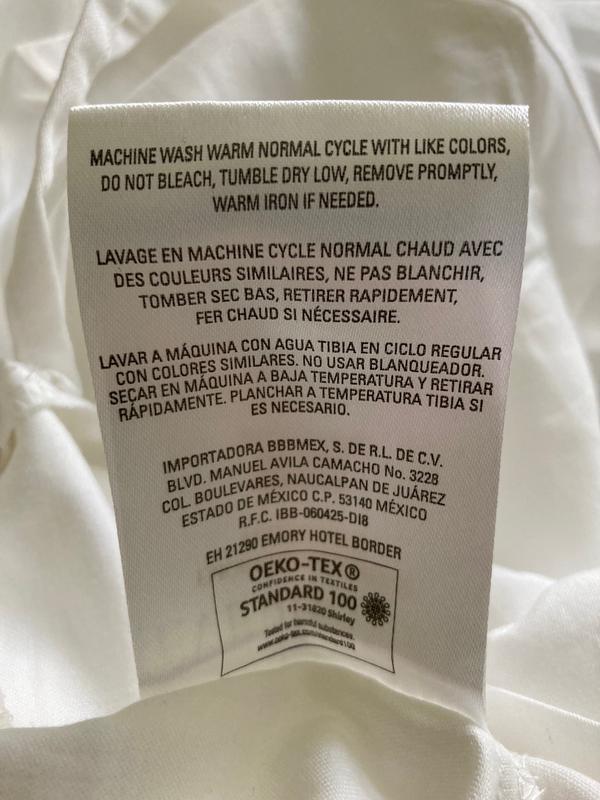 MACHINE WASH WARM NORMAL CYCLE WITH LIKE COLORS,
DO NOT BLEACH, TUMBLE DRY LOW, REMOVE PROMPTLY,
WARM IRON IF NEEDED.
LAVAGE EN MACHINE CYCLE NORMAL CHAUD AVEC
DES COULEURS SIMILAIRES, NE PAS BLANCHIR,
TOMBER SEC BAS, RETIRER RAPIDEMENT,
FER CHAUD SI NÉCESSAIRE.
LAVAR A MÁQUINA CON AGUA TIBIA EN CICLO REGULAR
CON COLORES SIMILARES. NO USAR BLANQUEADOR.
SECAR EN MÁQUINA A BAJA TEMPERATURA Y RETIRAR
RÁPIDAMENTE. PLANCHAR A TEMPERATURA TIBIA SI
ES NECESARIO.
IMPORTADORA BBBMEX, S. DE R.L. DE C.V.
BLVD. MANUEL AVILA CAMACHO No. 3228
COL. BOULEVARES, NAUCALPAN DE JUÁREZ
ESTADO DE MÉXICO C.P. 53140 MÉXICO
R.F.C. IBB-060425-DI8
EH 21290 EMORY HOTEL BORDER
OEKO-TEX®
CONFIDENCE IN TEXTILES
STANDARD 100
11-31820 Shirley
Tested for harmful substances.
www.oeko-tex.com/standard100